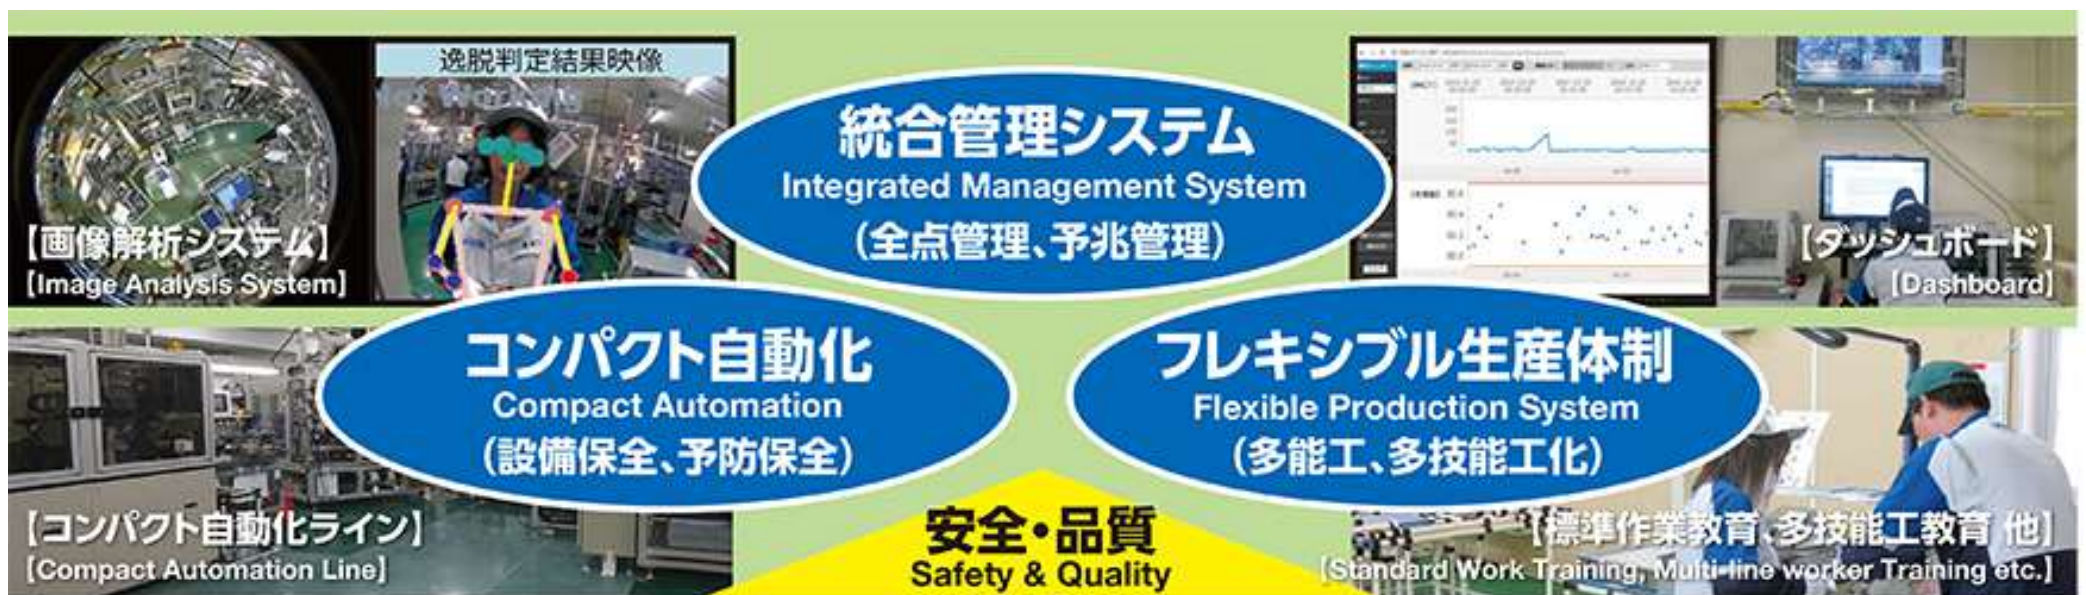 逸脱判定結果映像
【画像解析システム】
[Image Analysis System]
統合管理システム
Integrated Management System
（全点管理、予兆管理）
【ダッシュボード】
[Dashboard]
コンパクト自動化
Compact Automation
（設備保全、予防保全）
フレキシブル生産体制
Flexible Production System
（多能工、多技能工化）
【コンパクト自動化ライン】
[Compact Automation Line]
安全・品質
Safety & Quality
【標準作業教育、多技能工教育 他】
[Standard Work Training, Multi-line worker Training etc.]